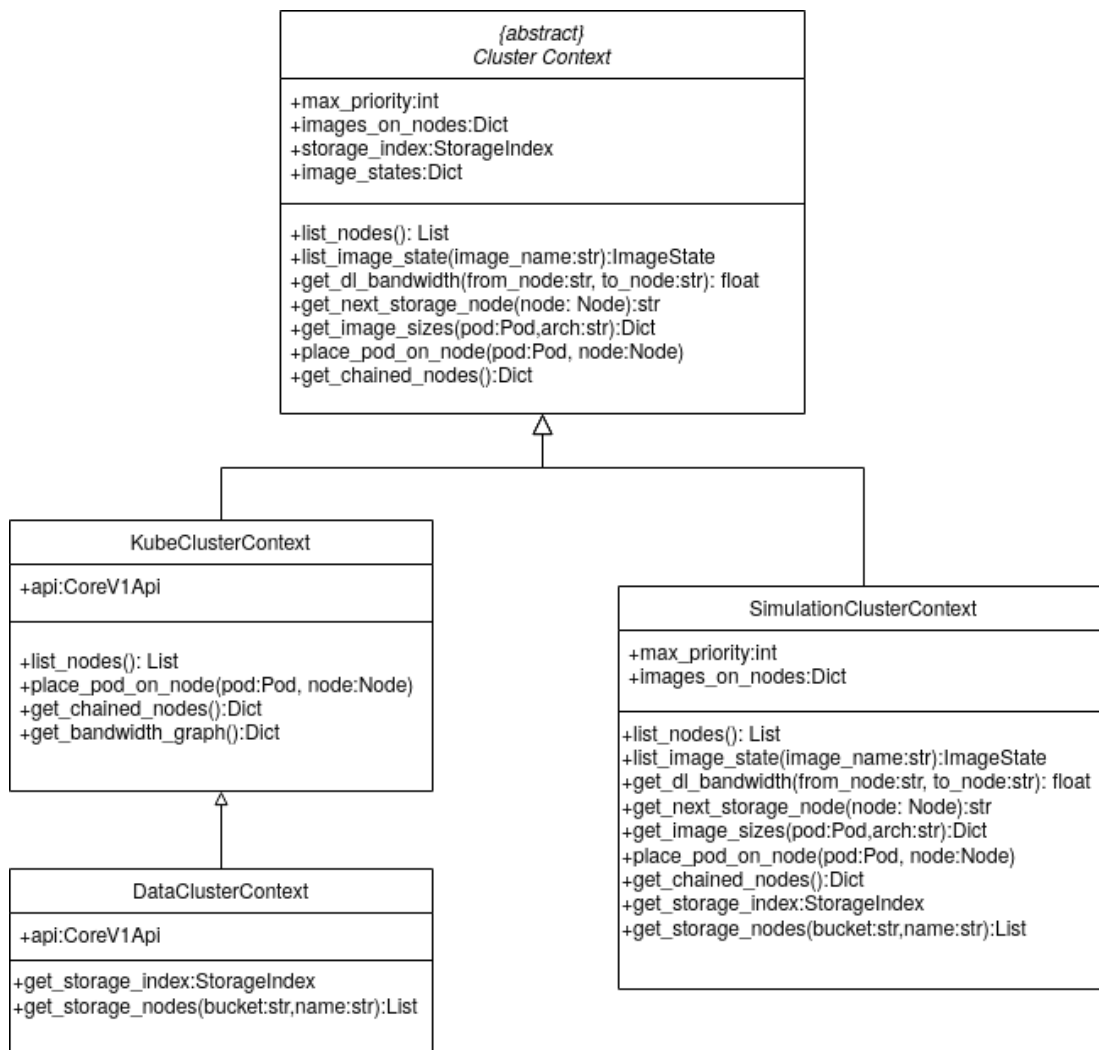 {abstract}
Cluster Context
+max_priority:int
+images_on_nodes:Dict
+storage_index:StorageIndex
+image_states:Dict
+list_nodes(): List
+list_image_state(image_name:str):ImageState
+get_dl_bandwidth(from_node:str, to_node:str): float
+get_next_storage_node(node: Node):str
+get_image_sizes(pod:Pod,arch:str):Dict
+place_pod_on_node(pod:Pod, node:Node)
+get_chained_nodes():Dict
KubeClusterContext
+api:CoreV1Api
+list_nodes(): List
+place_pod_on_node(pod:Pod, node:Node)
+get_chained_nodes():Dict
+get_bandwidth_graph():Dict
SimulationClusterContext
+max_priority:int
+images_on_nodes:Dict
+list_nodes(): List
+list_image_state(image_name:str):ImageState
+get_dl_bandwidth(from_node:str, to_node:str): float
+get_next_storage_node(node: Node):str
+get_image_sizes(pod:Pod,arch:str):Dict
+place_pod_on_node(pod:Pod, node:Node)
+get_chained_nodes():Dict
+get_storage_index:StorageIndex
+get_storage_nodes(bucket:str,name:str):List
DataClusterContext
+api:CoreV1Api
+get_storage_index:StorageIndex
+get_storage_nodes(bucket:str,name:str):List